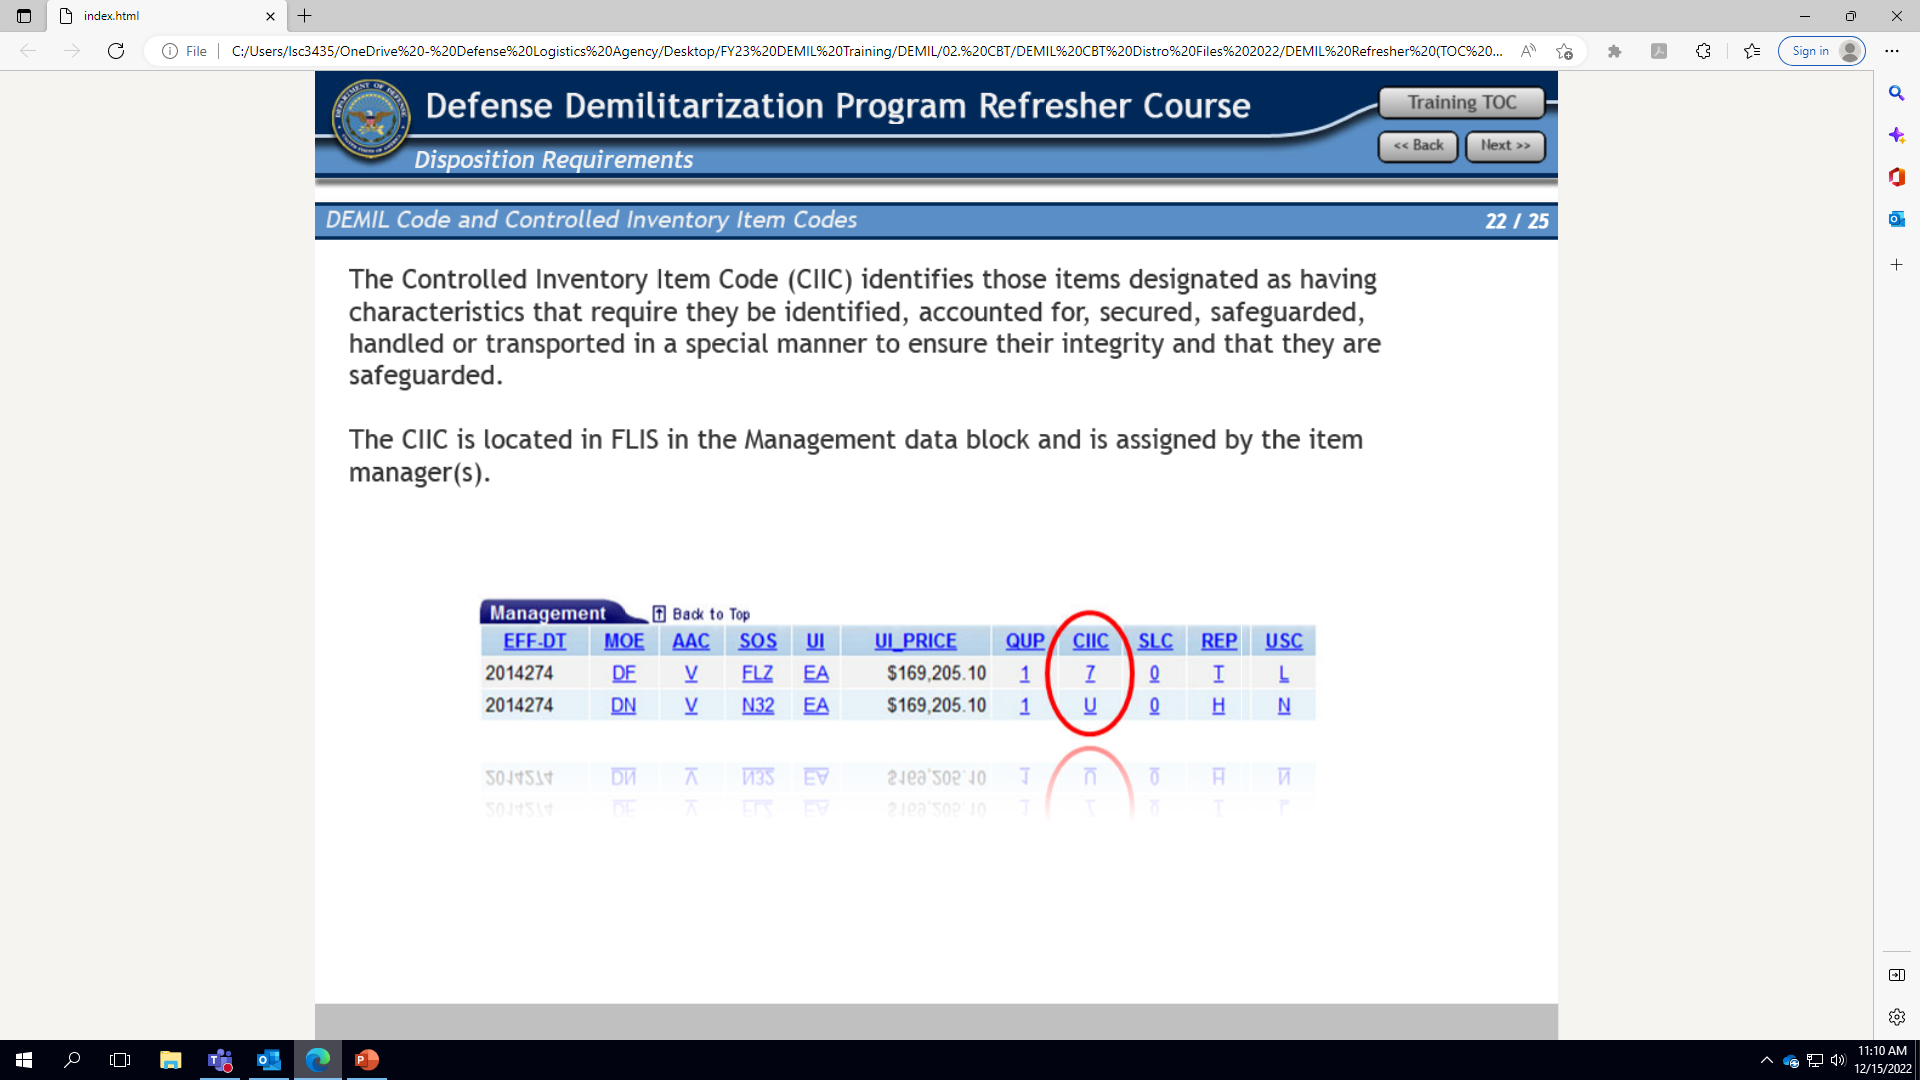 index.html
File
C:/Users/lsc3435/OneDrive%20-%20Defense%20Logistics%20Agency/Desktop/FY23%20DEMIL%20Training/DEMIL/02.%20CBT/DEMIL%20CBT%20Distro%20Files%202022/DEMIL%20Refresher%20(TOC%20...
Sign in
Defense Demilitarization Program Refresher Course
Training TOC
<< Back
Next >>
Disposition Requirements
DEMIL Code and Controlled Inventory Item Codes
22 / 25
The Controlled Inventory Item Code (CIIC) identifies those items designated as having
characteristics that require they be identified, accounted for, secured, safeguarded,
handled or transported in a special manner to ensure their integrity and that they are
safeguarded.
The CIIC is located in FLIS in the Management data block and is assigned by the item
manager(s).
Management
Back to Top
EFF-DT MOE AAC SOS UI UI_PRICE QUP CIIC SLC REP USC
2014274 DF V FLZ EA $169,205.10 1 7 0 T L
2014274 DN V N32 EA $169,205.10 1 U 0 H N
11:10 AM
12/15/2022